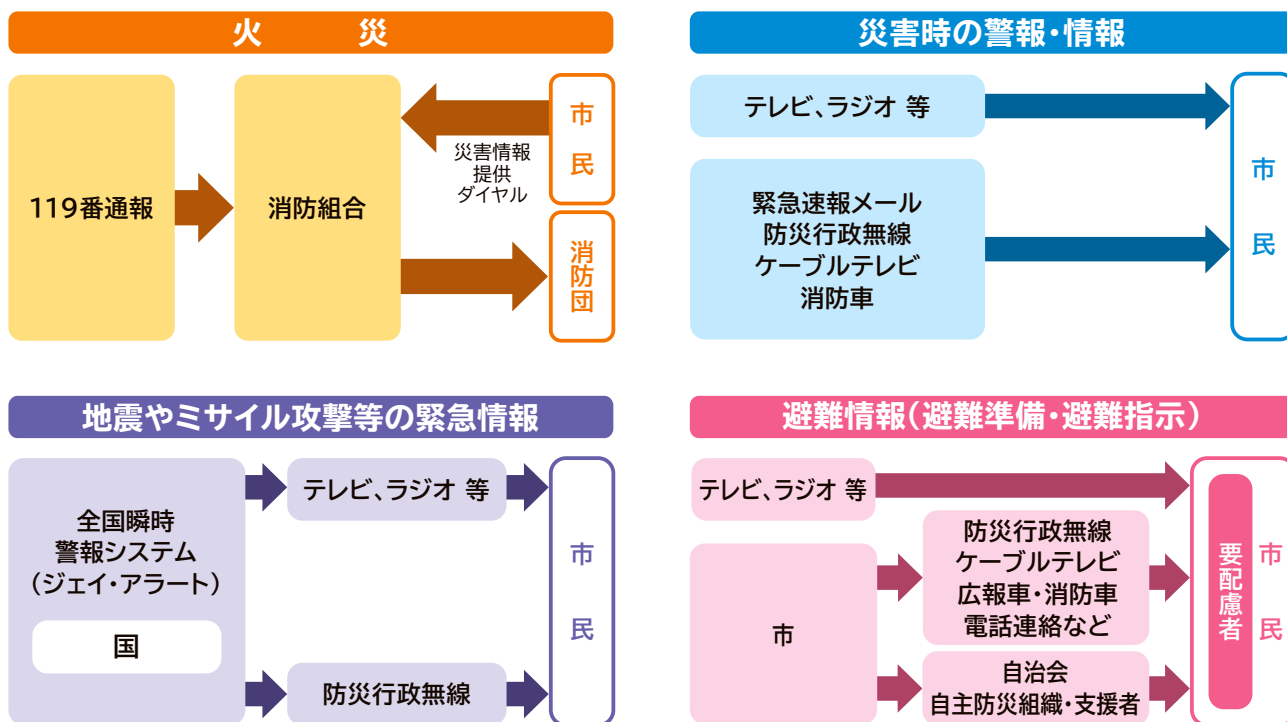 火　災
119番通報
消防組合
災害情報
提供
ダイヤル
市民
消防団
災害時の警報・情報
テレビ、ラジオ 等
緊急速報メール
防災行政無線
ケーブルテレビ
消防車
市民
地震やミサイル攻撃等の緊急情報
全国瞬時
警報システム
(ジェイ・アラート)
国
テレビ、ラジオ 等
防災行政無線
市民
避難情報(避難準備・避難指示)
テレビ、ラジオ 等
市
防災行政無線
ケーブルテレビ
広報車・消防車
電話連絡など
自治会
自主防災組織・支援者
要配慮者
市民